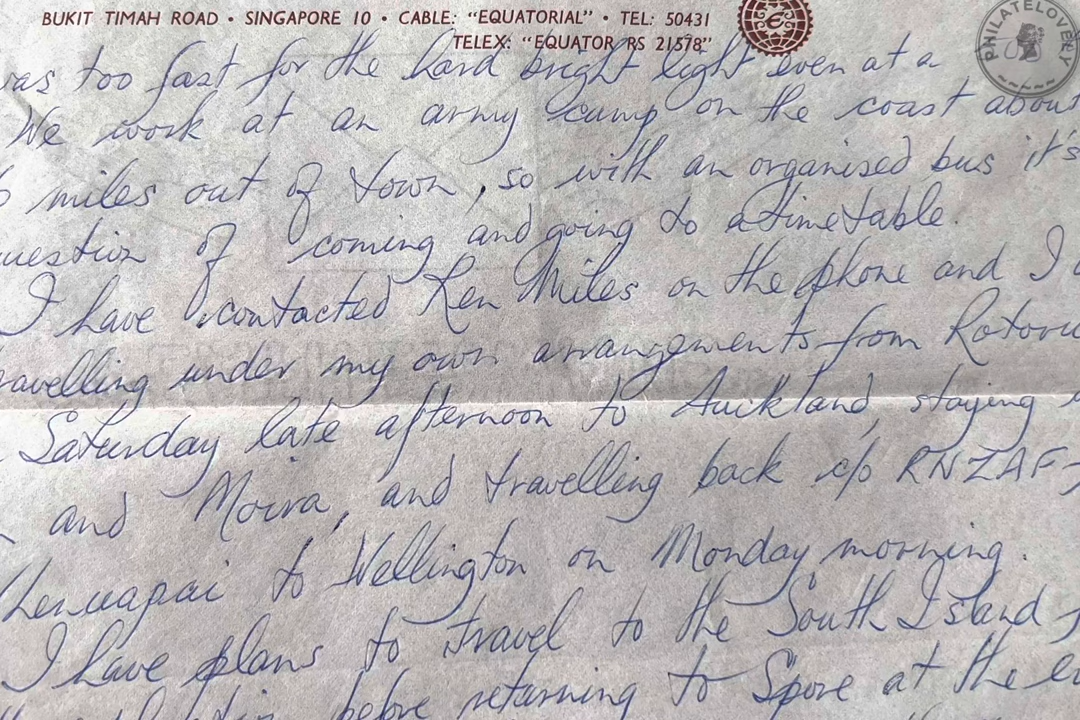 BUKIT TIMAH ROAD • SINGAPORE 10 • CABLE: "EQUATORIAL" • TEL: 50431
TELEX: "EQUATOR RS 21578"
PHILATELOVELY
was too fast for the hard bright light even at a
We work at an army camp on the coast about
miles out of town, so with an organised bus it's
question of coming and going to a timetable.
I have contacted Ken Miles on the phone and I
travelling under my own arrangements from Rotoru
Saturday late afternoon to Auckland, staying
and Moira, and travelling back c/o RNZAF
Whenuapai to Wellington on Monday morning.
I have plans to travel to the South Island
before returning to Spore at the